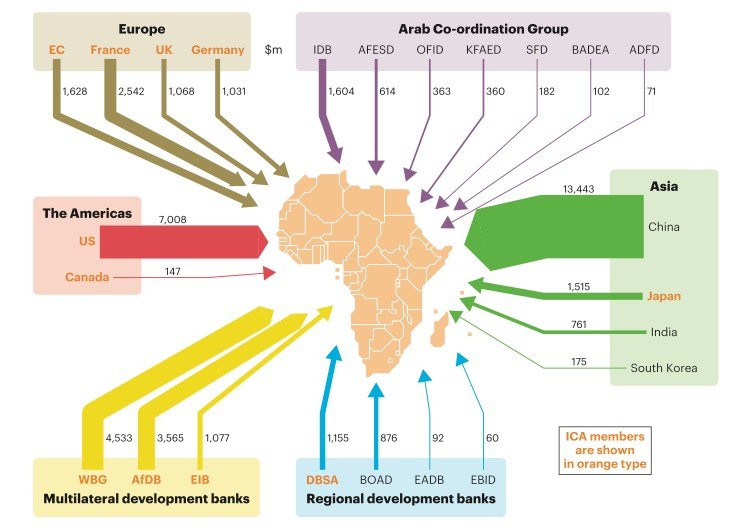 Europe
EC France UK Germany
$m
Arab Co-ordination Group
IDB AFESD OFID KFAED SFD BADEA ADFD
1,628 2,542 1,068 1,031
1,604 614 363 360 182 102 71
The Americas
US
7,008
Canada
147
Asia
13,443
China
1,515
Japan
761
India
175
South Korea
4,533 3,565 1,077
WBG AfDB EIB
Multilateral development banks
1,155 876 92 60
DBSA BOAD EADB EBID
Regional development banks
ICA members
are shown
in orange type